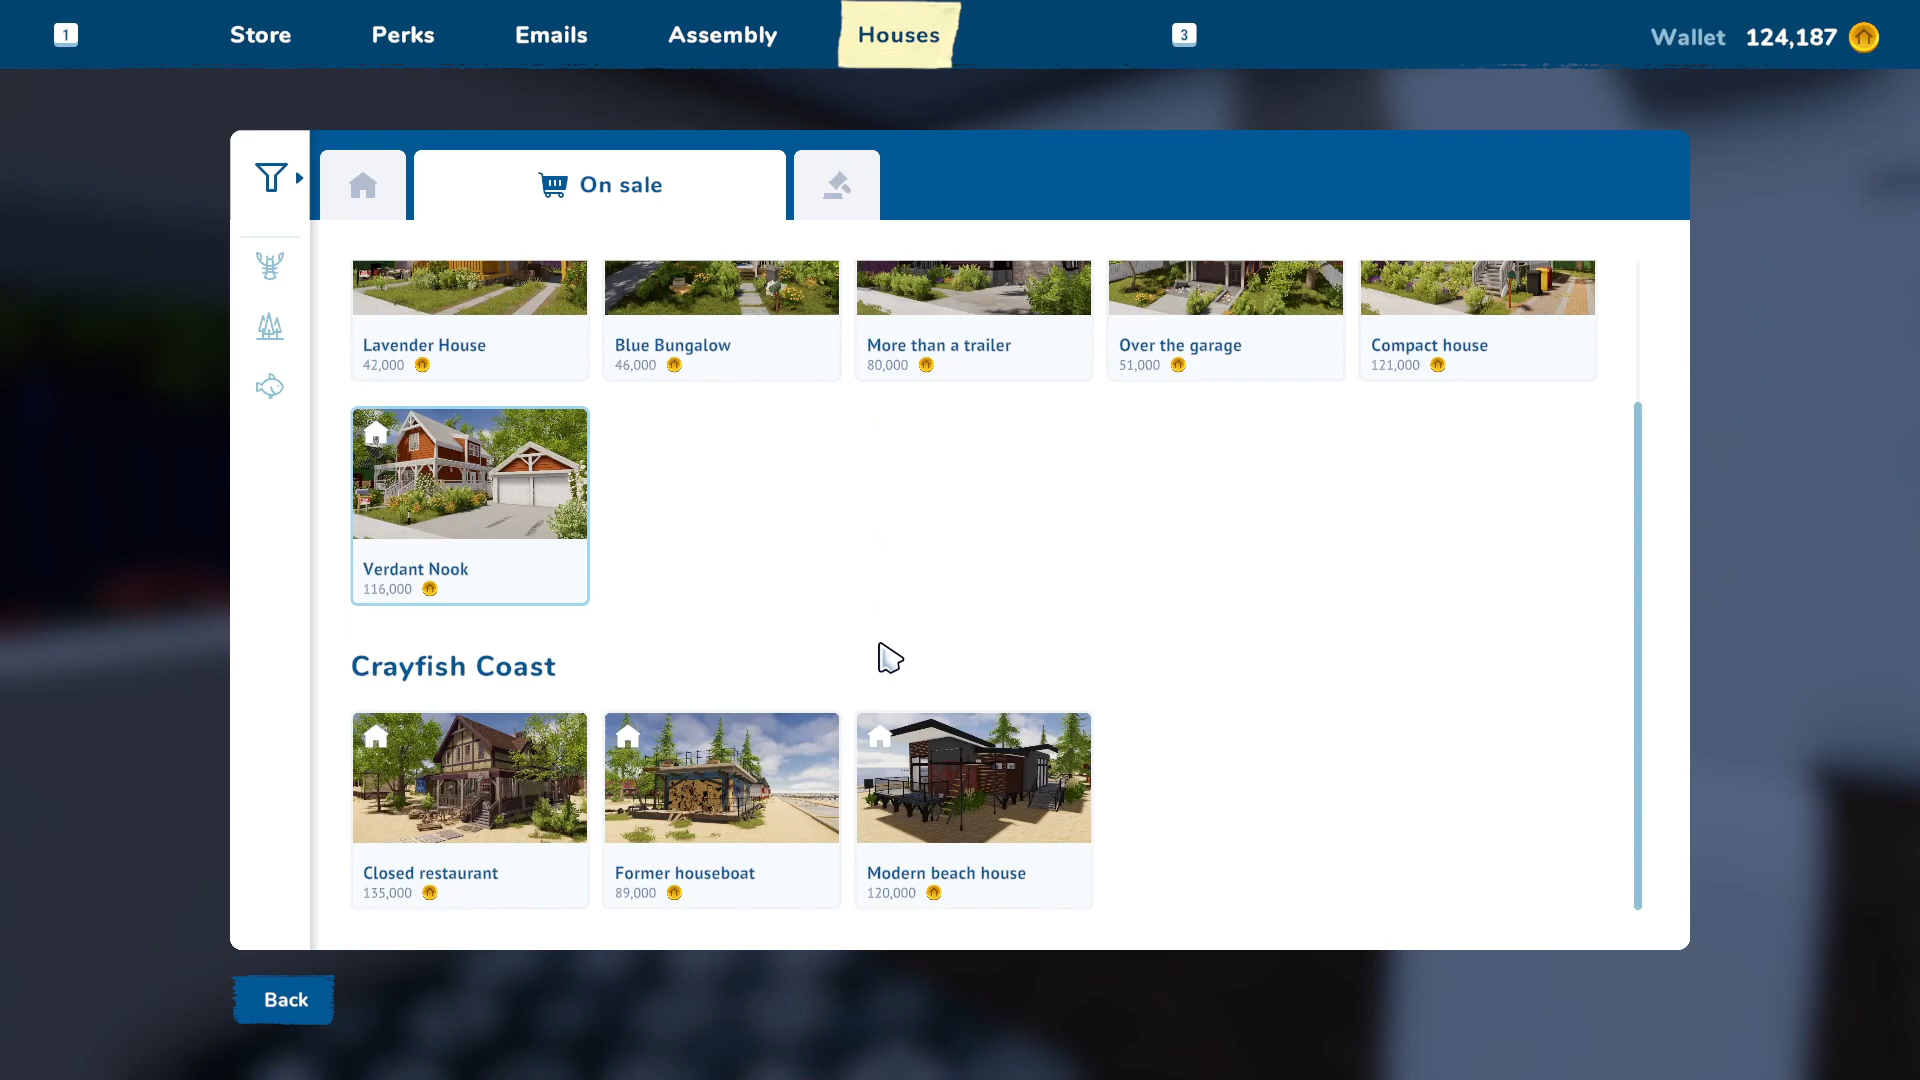 1
Store
Perks
Emails
Assembly
Houses
3
Wallet 124,187
On sale
Lavender House
42,000
Blue Bungalow
46,000
More than a trailer
80,000
Over the garage
51,000
Compact house
121,000
Verdant Nook
116,000
Crayfish Coast
Closed restaurant
135,000
Former houseboat
89,000
Modern beach house
120,000
Back